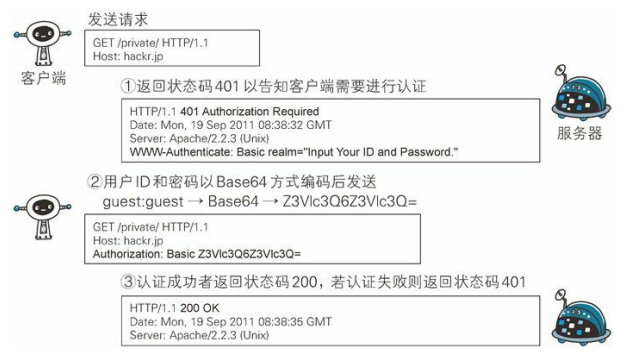 发送请求
GET /private/ HTTP/1.1
Host: hackr.jp
客户端
①返回状态码401以告知客户端需要进行认证
HTTP/1.1 401 Authorization Required
Date: Mon, 19 Sep 2011 08:38:32 GMT
Server: Apache/2.2.3 (Unix)
WWW-Authenticate: Basic realm="Input Your ID and Password."
服务器
②用户ID和密码以Base64方式编码后发送
guest:guest → Base64 → Z3Vlc3Q6Z3Vlc3Q=
GET /private/ HTTP/1.1
Host: hackr.jp
Authorization: Basic Z3Vlc3Q6Z3Vlc3Q=
③认证成功者返回状态码200，若认证失败则返回状态码401
HTTP/1.1 200 OK
Date: Mon, 19 Sep 2011 08:38:35 GMT
Server: Apache/2.2.3 (Unix)